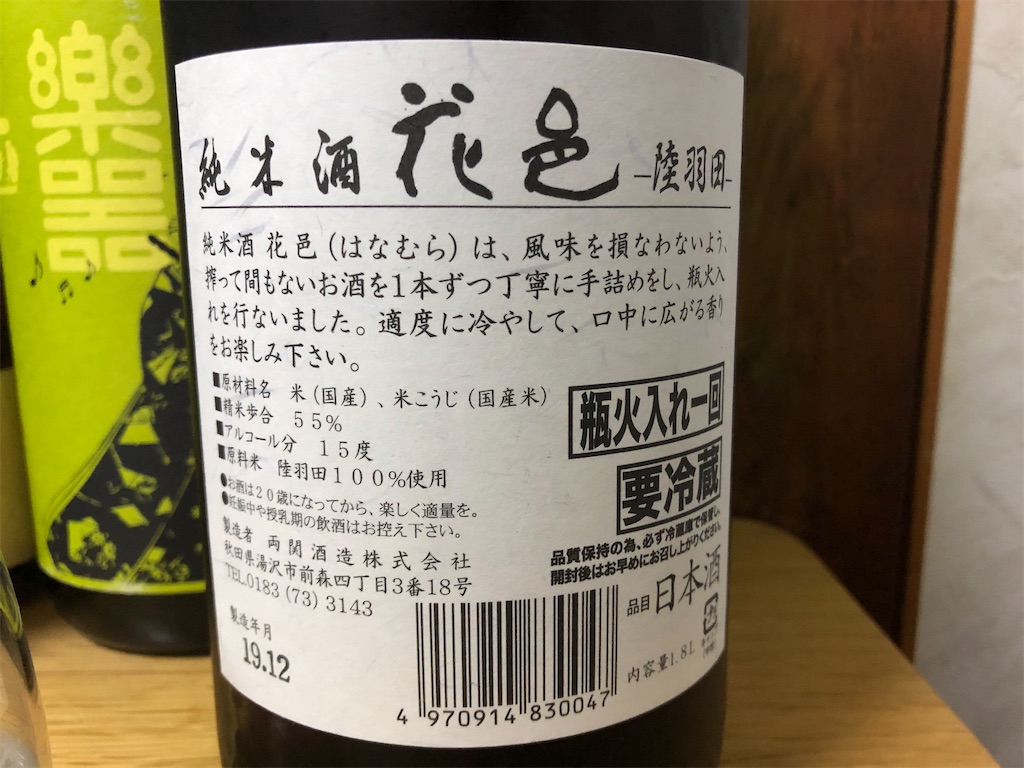 樂器
純米酒 花邑 –陸羽田–
純米酒 花邑(はなむら)は、風味を損なわないよう、
搾って間もないお酒を1本ずつ丁寧に手詰めをし、瓶火入
れを行ないました。適度に冷やして、口中に広がる香り
をお楽しみ下さい。
■原材料名 米(国産)、米こうじ(国産米)
■精米歩合 55%
■アルコール分 15度
■原料米 陸羽田100%使用
瓶火入れ一回
要冷蔵
●お酒は20歳になってから、楽しく適量を。
●妊娠中や授乳期の飲酒はお控え下さい。
品質保持の為、必ず冷蔵庫で保管し、
開封後はお早めにお召し上がりください。
製造者 両関酒造株式会社
秋田県湯沢市前森四丁目3番18号
TEL.0183(73)3143
品目 日本酒
製造年月
19.12
内容量1.8L
4 970914 830047